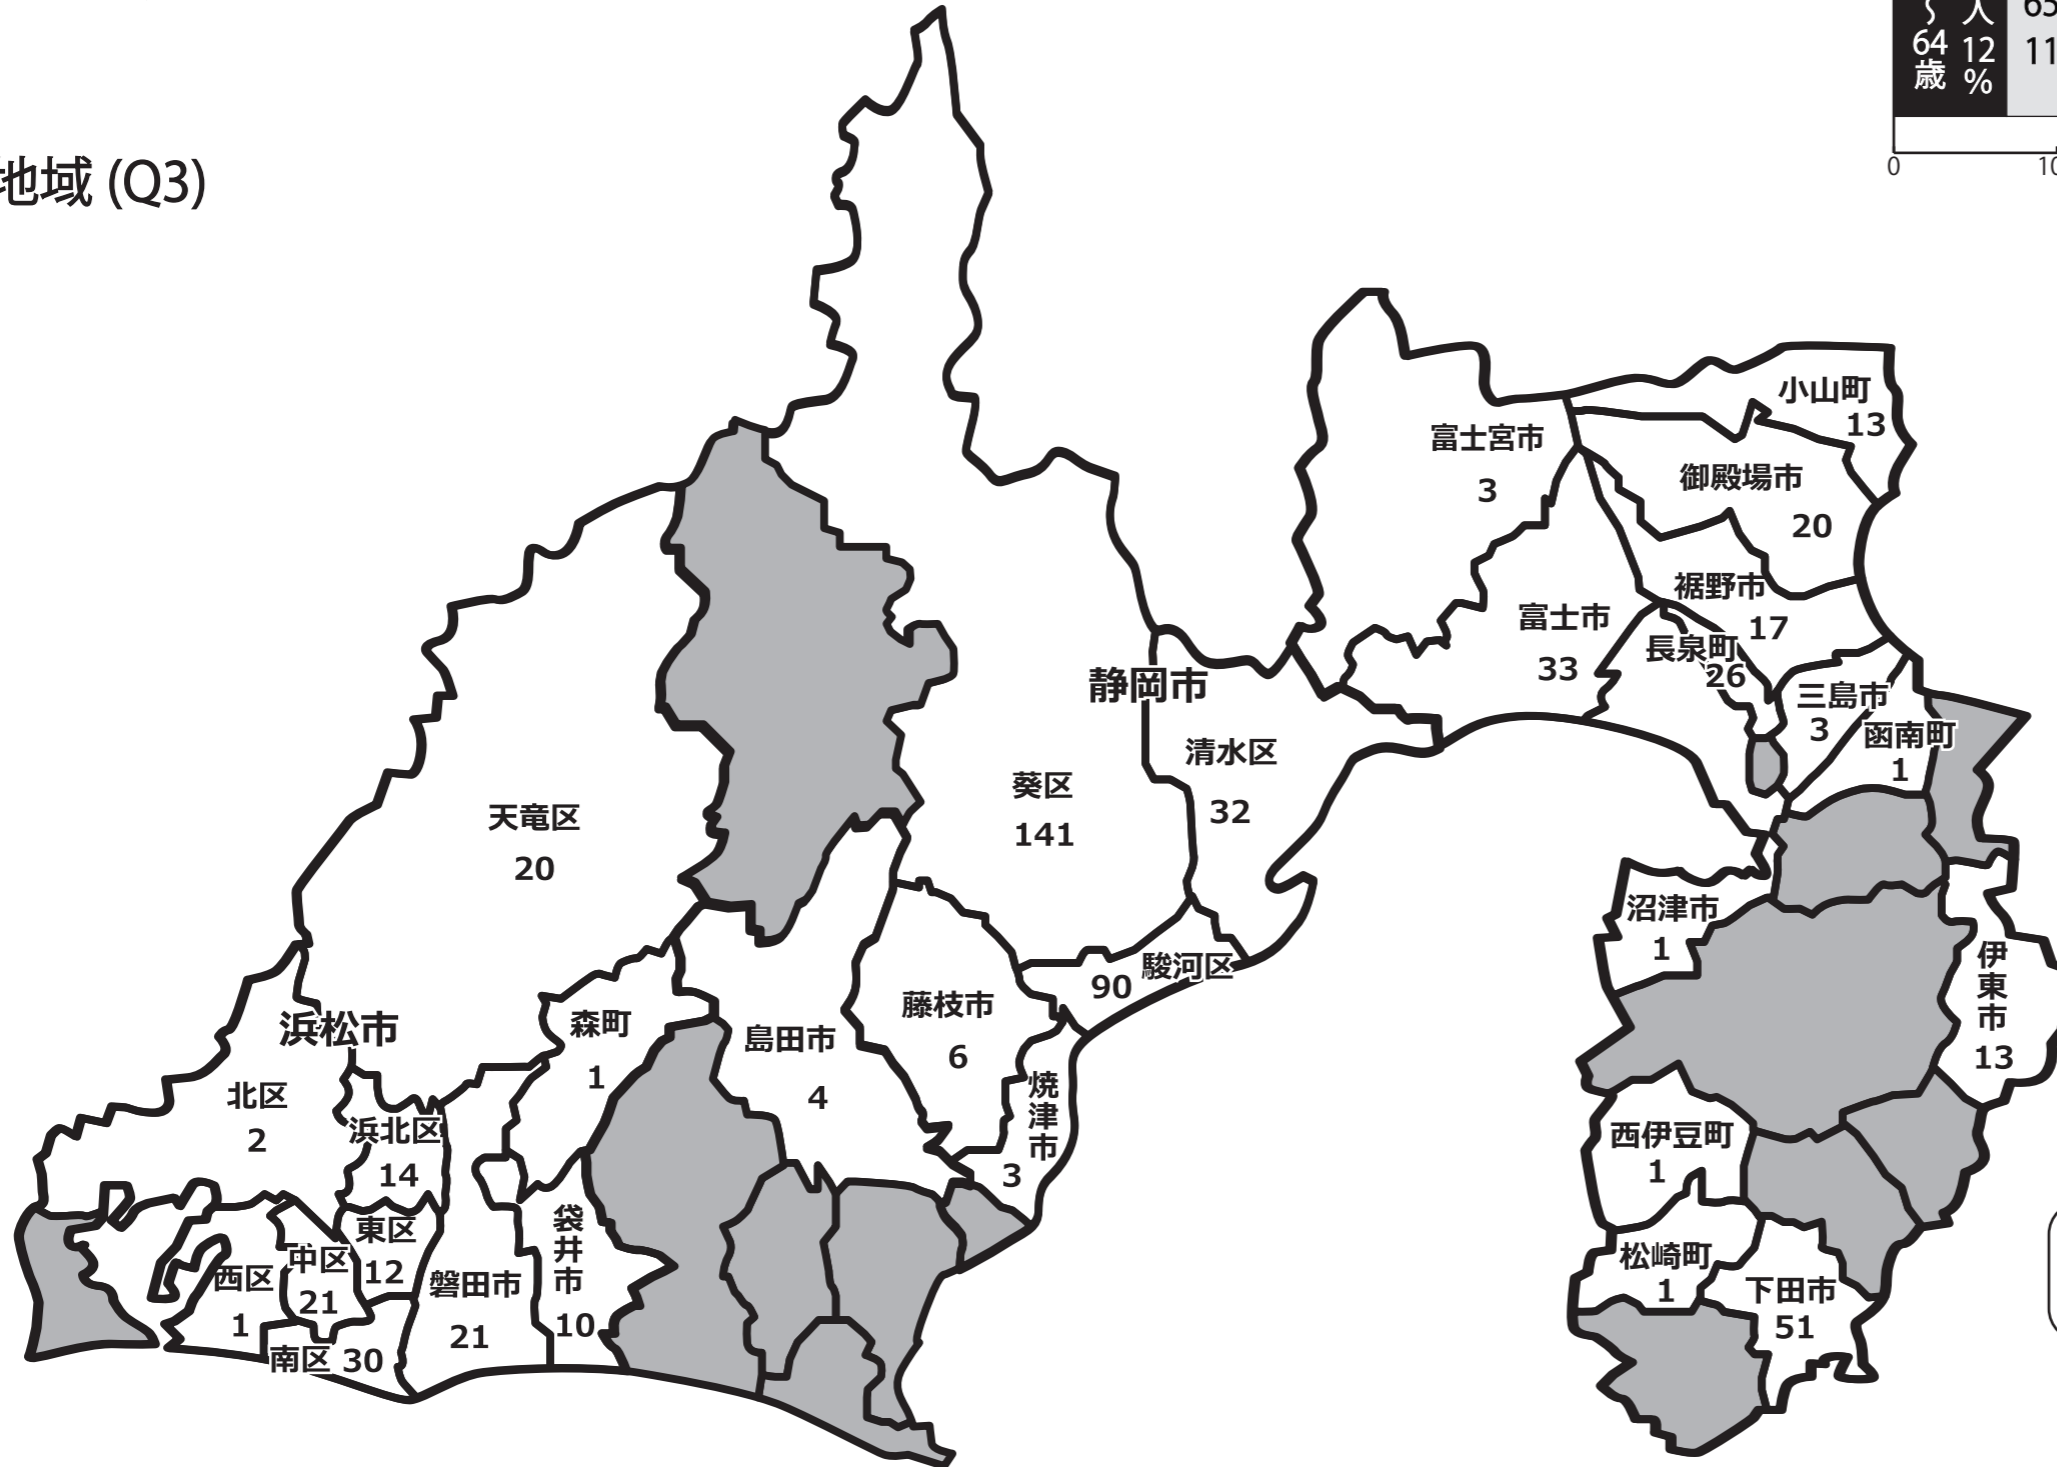 地域 (Q3)
～64歳
人12%
11
0
小山町
13
富士宮市
3
御殿場市
20
裾野市
17
富士市
33
長泉町
26
三島市
3
函南町
1
静岡市
清水区
32
葵区
141
駿河区
90
天竜区
20
藤枝市
6
焼津市
3
島田市
4
森町
1
浜松市
北区
2
浜北区
14
東区
12
中区
21
西区
1
南区 30
磐田市
21
袋井市
10
沼津市
1
伊東市
13
西伊豆町
1
松崎町
1
下田市
51